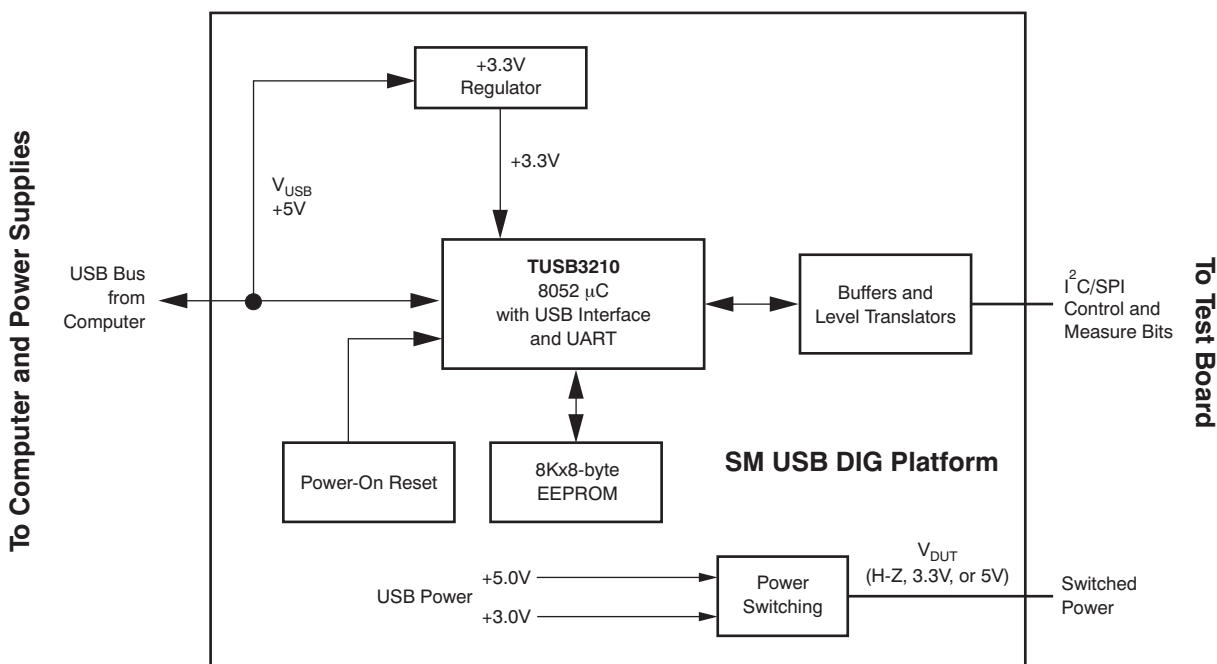 To Computer and Power Supplies
+3.3V
Regulator
+3.3V
V_USB
+5V
USB Bus
from
Computer
TUSB3210
8052 μC
with USB Interface
and UART
Buffers and
Level Translators
I²C/SPI
Control and
Measure Bits
To Test Board
Power-On Reset
8Kx8-byte
EEPROM
SM USB DIG Platform
USB Power
+5.0V
+3.0V
Power
Switching
V_DUT
(H-Z, 3.3V, or 5V)
Switched
Power